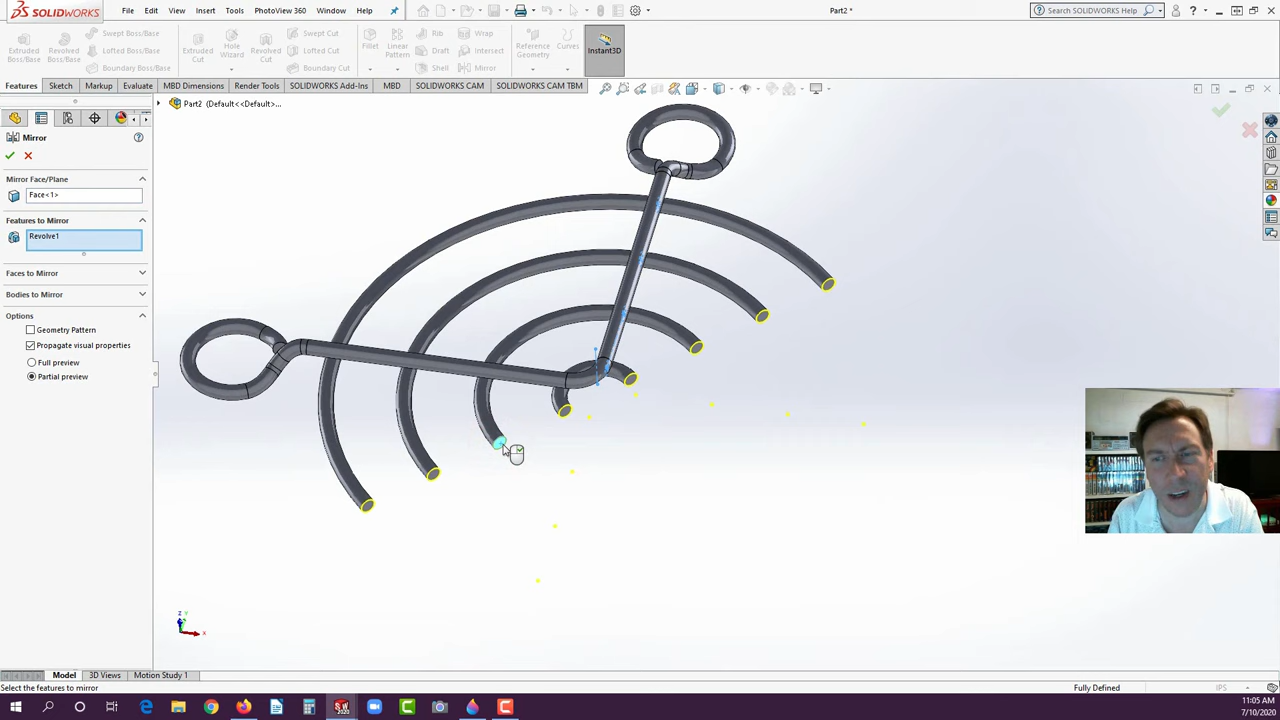 SOLIDWORKS File Edit View Insert Tools PhotoView 360 Window Help Part2 * Search SOLIDWORKS Help
Extruded Boss/Base
Revolved Boss/Base
Swept Boss/Base
Lofted Boss/Base
Boundary Boss/Base
Extruded Cut
Hole Wizard
Revolved Cut
Swept Cut
Lofted Cut
Boundary Cut
Fillet
Linear Pattern
Rib
Draft
Shell
Wrap
Intersect
Mirror
Reference Geometry
Curves
Instant3D
Features Sketch Markup Evaluate MBD Dimensions Render Tools SOLIDWORKS Add-Ins MBD SOLIDWORKS CAM SOLIDWORKS CAM TBM
Part2 (Default<<Default>...
Mirror
Mirror Face/Plane
Face<1>
Features to Mirror
Revolve1
Faces to Mirror
Bodies to Mirror
Options
Geometry Pattern
Propagate visual properties
Full preview
Partial preview
z y
x
Model 3D Views Motion Study 1
Select the features to mirror Fully Defined IPS
11:05 AM
7/10/2020